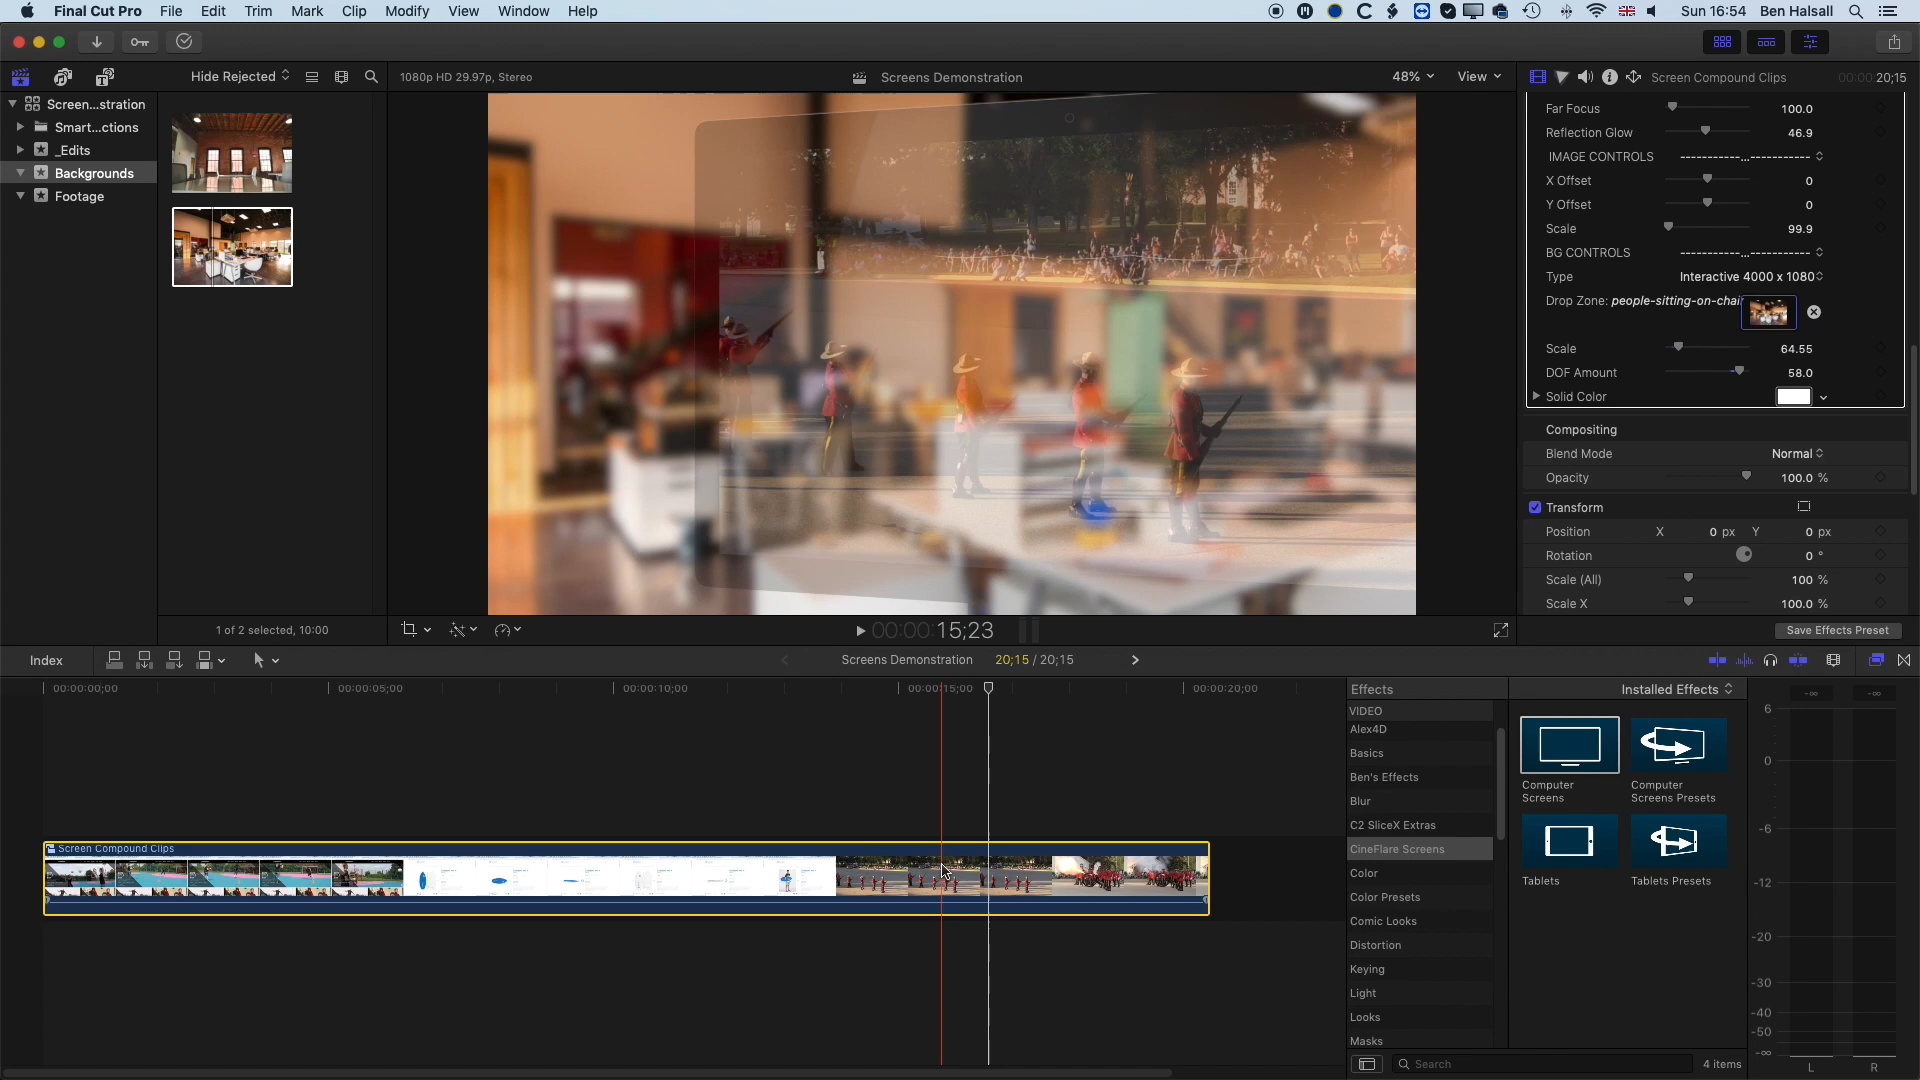 Final Cut Pro File Edit Trim Mark Clip Modify View Window Help
Sun 16:54 Ben Halsall
Hide Rejected
1080p HD 29.97p, Stereo
Screens Demonstration
48%
View
Screen Compound Clips
00:00:20;15
Screen...stration
Smart...ctions
_Edits
Backgrounds
Footage
1 of 2 selected, 10:00
00:00:15;23
Far Focus 100.0
Reflection Glow 46.9
IMAGE CONTROLS -----------...-----------
X Offset 0
Y Offset 0
Scale 99.9
BG CONTROLS -----------...-----------
Type Interactive 4000 x 1080
Drop Zone: people-sitting-on-chai
Scale 64.55
DOF Amount 58.0
Solid Color
Compositing
Blend Mode Normal
Opacity 100.0 %
Transform
Position X 0 px Y 0 px
Rotation 0 °
Scale (All) 100 %
Scale X 100.0 %
Save Effects Preset
Index
Screens Demonstration 20;15 / 20;15
00:00:00;00 00:00:05;00 00:00:10;00 00:00:15;00 00:00:20;00
Screen Compound Clips
Effects
Installed Effects
VIDEO
Alex4D
Basics
Ben's Effects
Blur
C2 SliceX Extras
CineFlare Screens
Color
Color Presets
Comic Looks
Distortion
Keying
Light
Looks
Masks
Computer
Screens
Computer
Screens Presets
Tablets
Tablets Presets
Search
4 items
-∞ -∞
6
0
-6
-12
-20
-30
-40
-50
-∞
L R